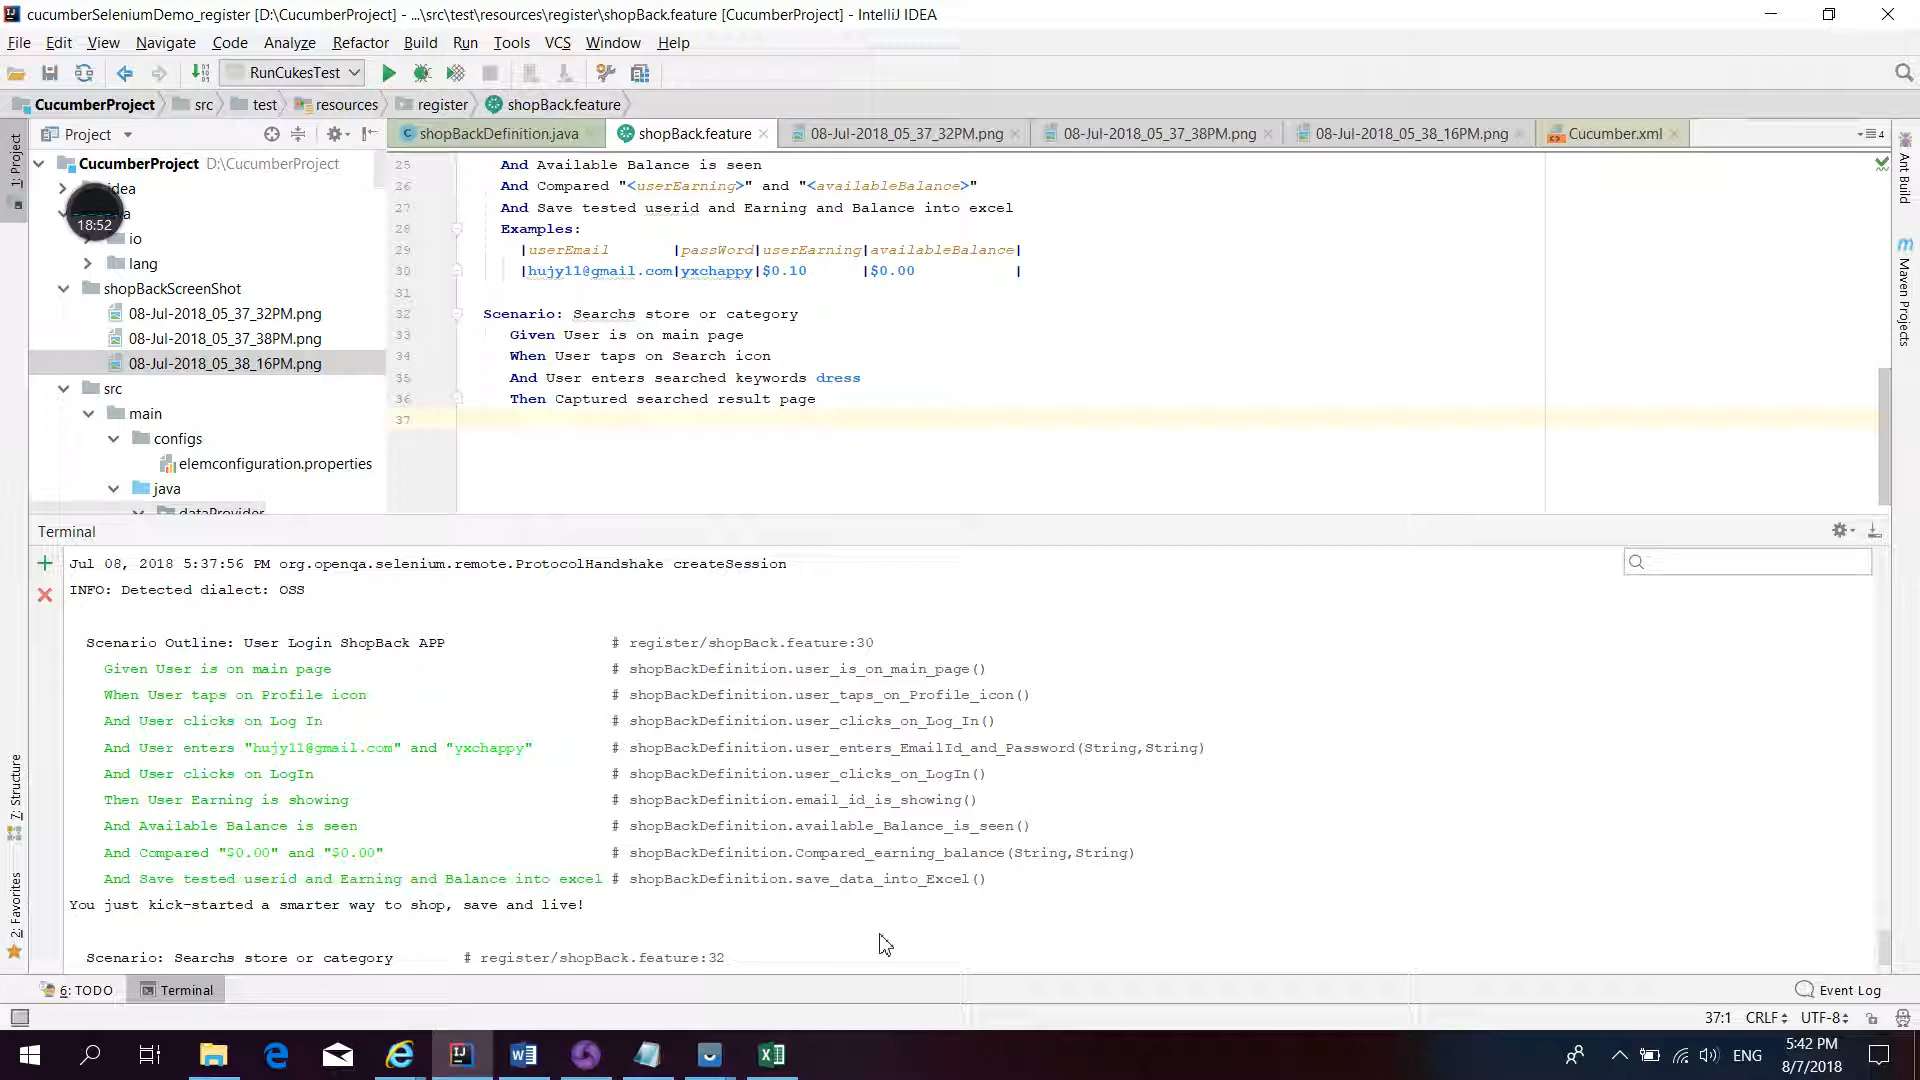 cucumberSeleniumDemo_register [D:\CucumberProject] - ...\src\test\resources\register\shopBack.feature [CucumberProject] - IntelliJ IDEA
File Edit View Navigate Code Analyze Refactor Build Run Tools VCS Window Help
RunCukesTest
CucumberProject src test resources register shopBack.feature
Project
shopBackDefinition.java shopBack.feature 08-Jul-2018_05_37_32PM.png 08-Jul-2018_05_37_38PM.png 08-Jul-2018_05_38_16PM.png Cucumber.xml
4
1: Project
7: Structure
2: Favorites
Ant Build
Maven Projects
CucumberProject D:\CucumberProject
18:52
io
lang
shopBackScreenShot
08-Jul-2018_05_37_32PM.png
08-Jul-2018_05_37_38PM.png
08-Jul-2018_05_38_16PM.png
src
main
configs
elemconfiguration.properties
java
dataProvider
25 And Available Balance is seen
26 And Compared "<userEarning>" and "<availableBalance>"
27 And Save tested userid and Earning and Balance into excel
28 Examples:
29 |userEmail |passWord|userEarning|availableBalance|
30 |hujy11@gmail.com|yxchappy|$0.10 |$0.00 |
31
32 Scenario: Searchs store or category
33 Given User is on main page
34 When User taps on Search icon
35 And User enters searched keywords dress
36 Then Captured searched result page
37
Terminal
Jul 08, 2018 5:37:56 PM org.openqa.selenium.remote.ProtocolHandshake createSession
INFO: Detected dialect: OSS
Scenario Outline: User Login ShopBack APP # register/shopBack.feature:30
Given User is on main page # shopBackDefinition.user_is_on_main_page()
When User taps on Profile icon # shopBackDefinition.user_taps_on_Profile_icon()
And User clicks on Log In # shopBackDefinition.user_clicks_on_Log_In()
And User enters "hujy11@gmail.com" and "yxchappy" # shopBackDefinition.user_enters_EmailId_and_Password(String,String)
And User clicks on LogIn # shopBackDefinition.user_clicks_on_LogIn()
Then User Earning is showing # shopBackDefinition.email_id_is_showing()
And Available Balance is seen # shopBackDefinition.available_Balance_is_seen()
And Compared "$0.00" and "$0.00" # shopBackDefinition.Compared_earning_balance(String,String)
And Save tested userid and Earning and Balance into excel # shopBackDefinition.save_data_into_Excel()
You just kick-started a smarter way to shop, save and live!
Scenario: Searchs store or category # register/shopBack.feature:32
6: TODO Terminal Event Log
37:1 CRLF UTF-8
ENG 5:42 PM
8/7/2018